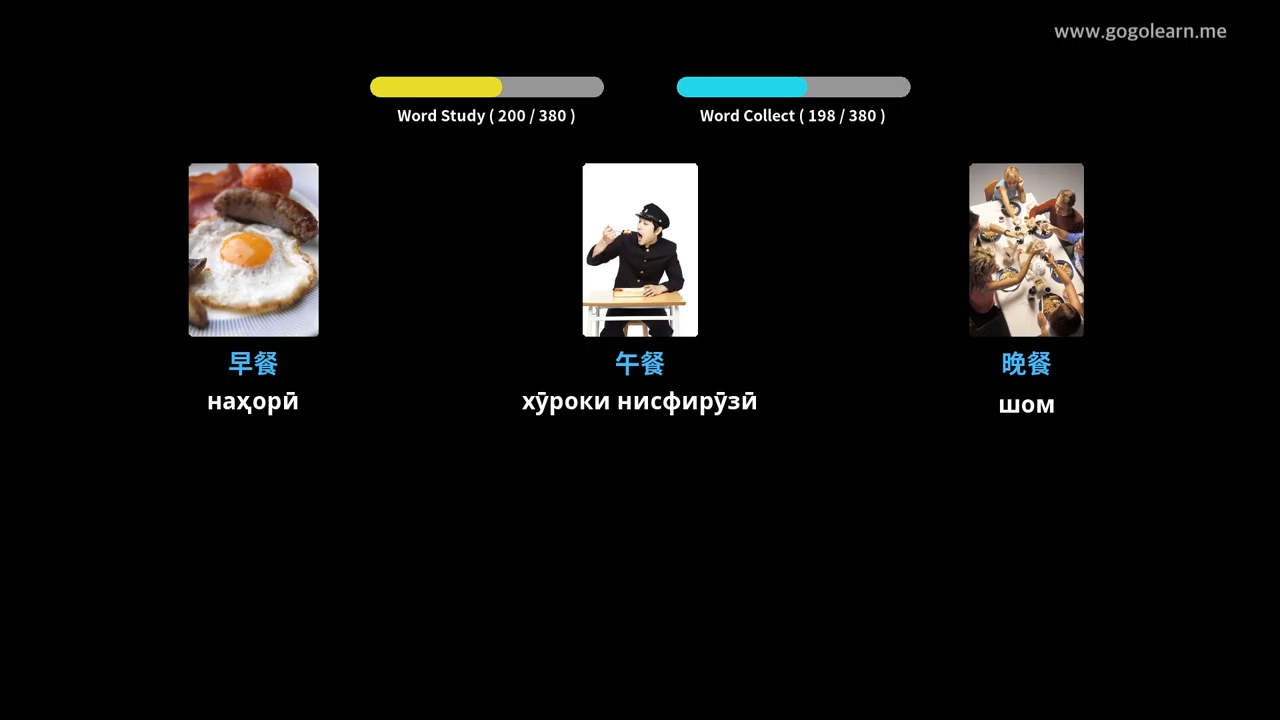 www.gogolearn.me
Word Study ( 200 / 380 )
Word Collect ( 198 / 380 )
早餐
午餐
晚餐
наҳорӣ
хӯроки нисфирӯзӣ
шом